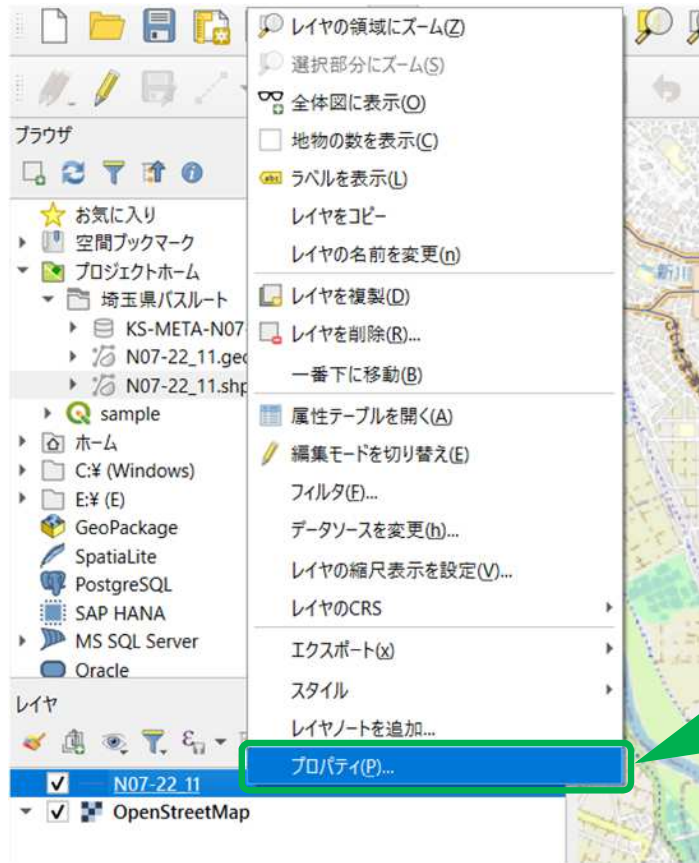 ブラウザ
お気に入り
空間ブックマーク
プロジェクトホーム
埼玉県バスルート
KS-META-N07-
N07-22_11.geo
N07-22_11.shp
sample
ホーム
C:¥ (Windows)
E:¥ (E)
GeoPackage
SpatiaLite
PostgreSQL
SAP HANA
MS SQL Server
Oracle
レイヤ
N07-22_11
OpenStreetMap
レイヤの領域にズーム(Z)
選択部分にズーム(S)
全体図に表示(O)
地物の数を表示(C)
abc
ラベルを表示(L)
レイヤをコピー
レイヤの名前を変更(n)
レイヤを複製(D)
レイヤを削除(R)...
一番下に移動(B)
属性テーブルを開く(A)
編集モードを切り替え(E)
フィルタ(F)...
データソースを変更(h)...
レイヤの縮尺表示を設定(V)...
レイヤのCRS
エクスポート(x)
スタイル
レイヤノートを追加...
プロパティ(P)...
新川